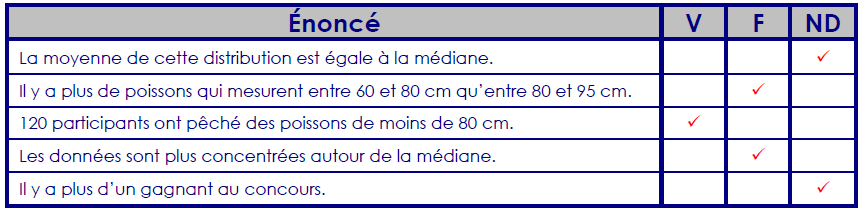 Énoncé V F ND
La moyenne de cette distribution est égale à la médiane. ✓
Il y a plus de poissons qui mesurent entre 60 et 80 cm qu’entre 80 et 95 cm. ✓
120 participants ont pêché des poissons de moins de 80 cm. ✓
Les données sont plus concentrées autour de la médiane. ✓
Il y a plus d’un gagnant au concours. ✓